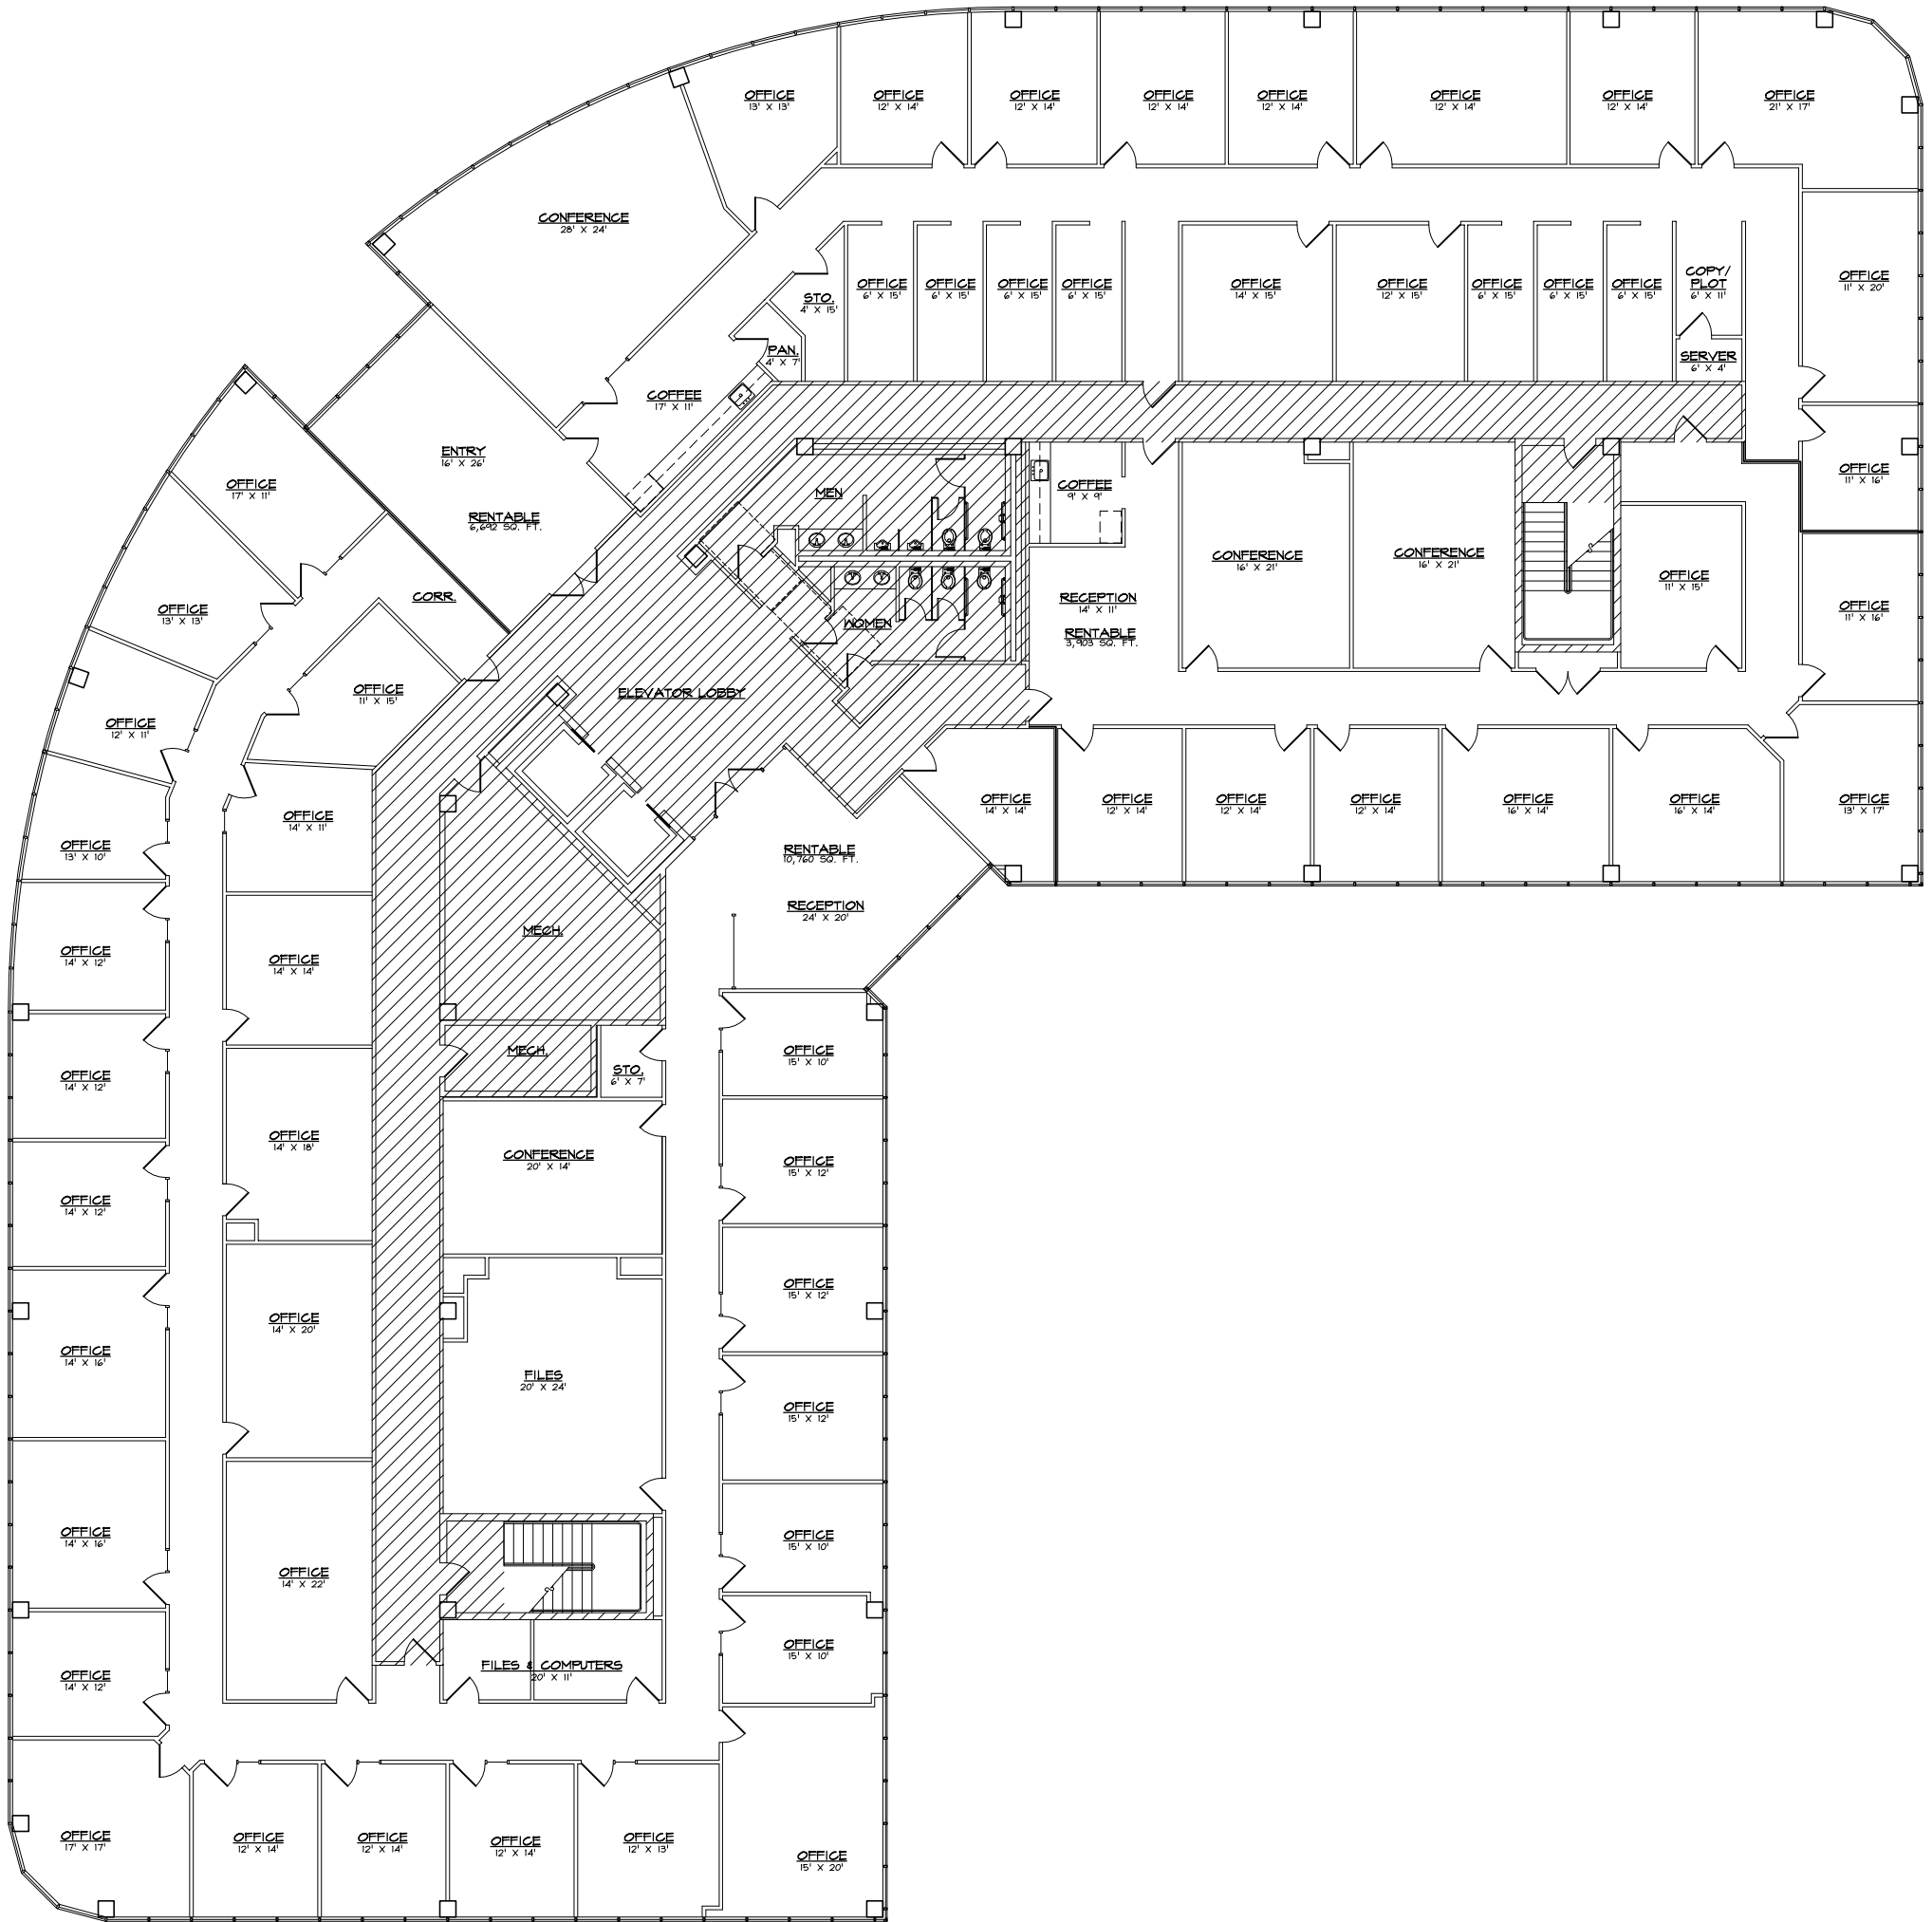 OFFICE
13' X 13'
OFFICE
12' X 14'
OFFICE
12' X 14'
OFFICE
12' X 14'
OFFICE
12' X 14'
OFFICE
12' X 14'
OFFICE
12' X 14'
OFFICE
21' X 17'
CONFERENCE
28' X 24'
STO.
4' X 15'
OFFICE
6' X 15'
OFFICE
6' X 15'
OFFICE
6' X 15'
OFFICE
6' X 15'
OFFICE
14' X 15'
OFFICE
12' X 15'
OFFICE
6' X 15'
OFFICE
6' X 15'
OFFICE
6' X 15'
COPY/
PLOT
6' X 11'
OFFICE
11' X 20'
PAN.
4' X 7'
SERVER
6' X 4'
COFFEE
17' X 11'
ENTRY
16' X 26'
OFFICE
17' X 11'
RENTABLE
6,692 SQ. FT.
MEN
COFFEE
9' X 9'
OFFICE
11' X 16'
CONFERENCE
16' X 21'
CONFERENCE
16' X 21'
OFFICE
11' X 15'
OFFICE
13' X 13'
CORR.
WOMEN
RECEPTION
14' X 11'
RENTABLE
3,903 SQ. FT.
OFFICE
11' X 16'
OFFICE
11' X 15'
ELEVATOR LOBBY
OFFICE
12' X 11'
OFFICE
14' X 11'
OFFICE
14' X 14'
OFFICE
12' X 14'
OFFICE
12' X 14'
OFFICE
12' X 14'
OFFICE
16' X 14'
OFFICE
16' X 14'
OFFICE
13' X 17'
OFFICE
13' X 10'
RENTABLE
10,760 SQ. FT.
RECEPTION
24' X 20'
MECH.
OFFICE
14' X 12'
OFFICE
14' X 14'
MECH.
STO.
6' X 7'
OFFICE
15' X 10'
OFFICE
14' X 12'
OFFICE
14' X 18'
CONFERENCE
20' X 14'
OFFICE
15' X 12'
OFFICE
14' X 12'
OFFICE
15' X 12'
OFFICE
14' X 20'
OFFICE
14' X 16'
FILES
20' X 24'
OFFICE
15' X 12'
OFFICE
14' X 16'
OFFICE
15' X 10'
OFFICE
14' X 22'
OFFICE
15' X 10'
OFFICE
14' X 12'
FILES & COMPUTERS
20' X 11'
OFFICE
17' X 17'
OFFICE
12' X 14'
OFFICE
12' X 14'
OFFICE
12' X 14'
OFFICE
12' X 13'
OFFICE
15' X 20'